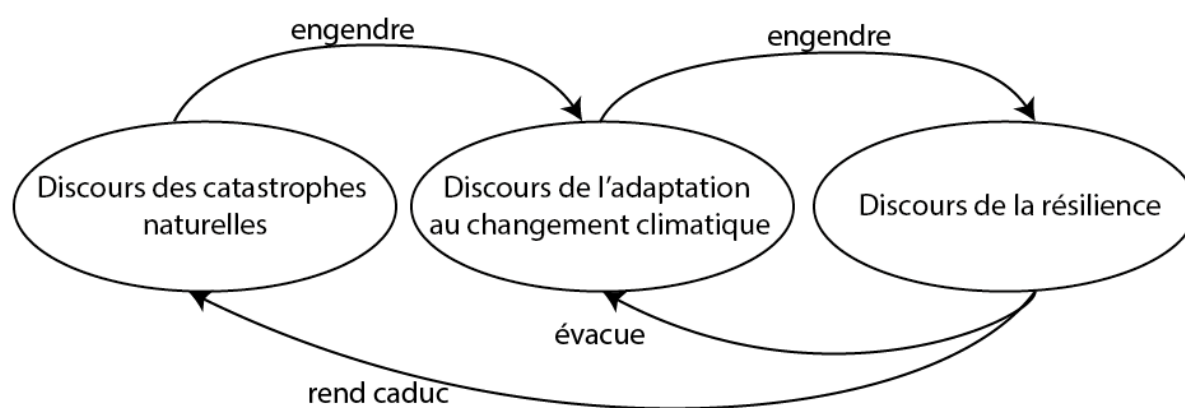 engendre
engendre
Discours des catastrophes
naturelles
Discours de l'adaptation
au changement climatique
Discours de la résilience
évacue
rend caduc